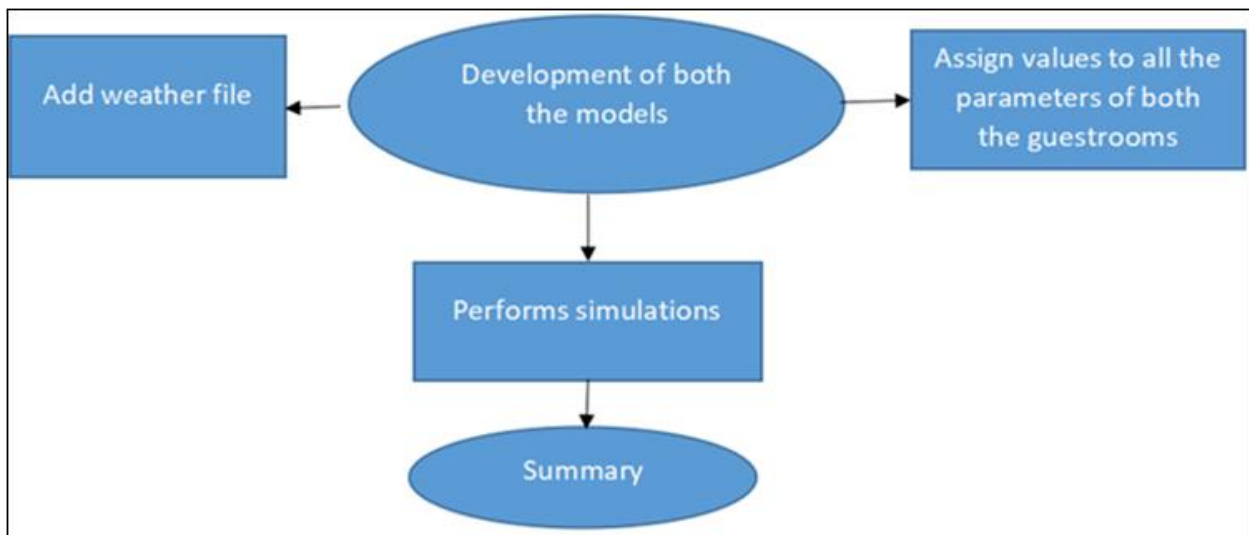 Add weather file
Development of both
the models
Assign values to all the
parameters of both
the guestrooms
Performs simulations
Summary